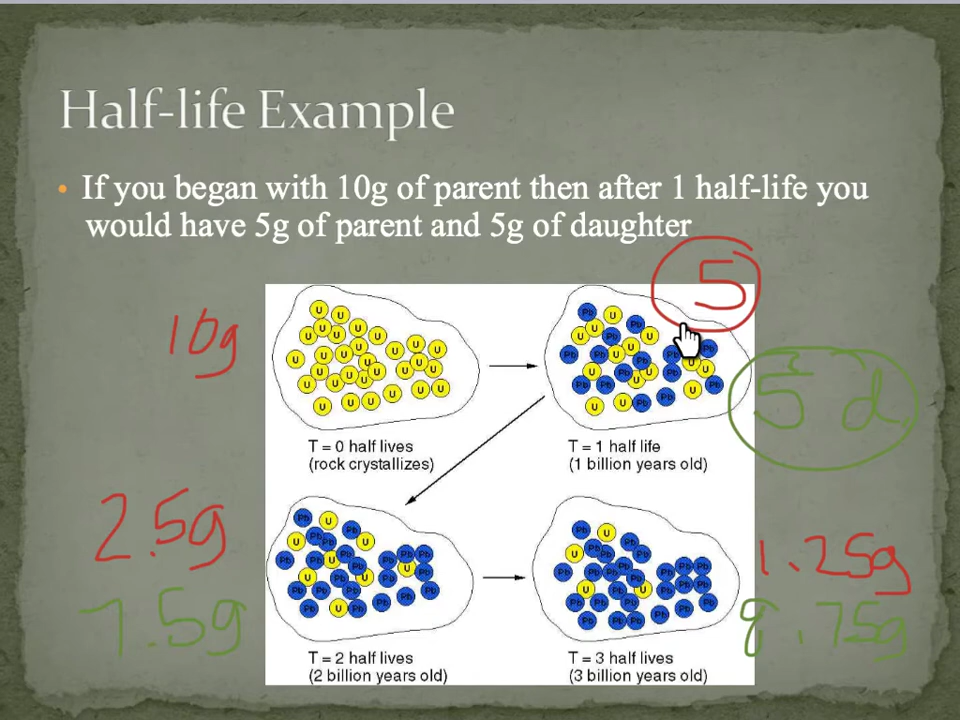 Half-life Example
• If you began with 10g of parent then after 1 half-life you
would have 5g of parent and 5g of daughter
10g
5
5 d.
T = 0 half lives
(rock crystallizes)
T = 1 half life
(1 billion years old)
2.5g
7.5g
1.25g
8.75g
T = 2 half lives
(2 billion years old)
T = 3 half lives
(3 billion years old)